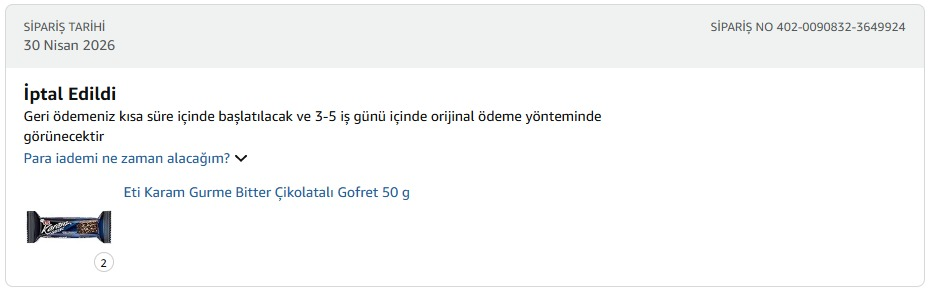 SİPARİŞ TARİHİ
30 Nisan 2026
SİPARİŞ NO 402-0090832-3649924
İptal Edildi
Geri ödemeniz kısa süre içinde başlatılacak ve 3-5 iş günü içinde orijinal ödeme yönteminde
görünecektir
Para iademi ne zaman alacağım?
Eti Karam Gurme Bitter Çikolatalı Gofret 50 g
Karam
2